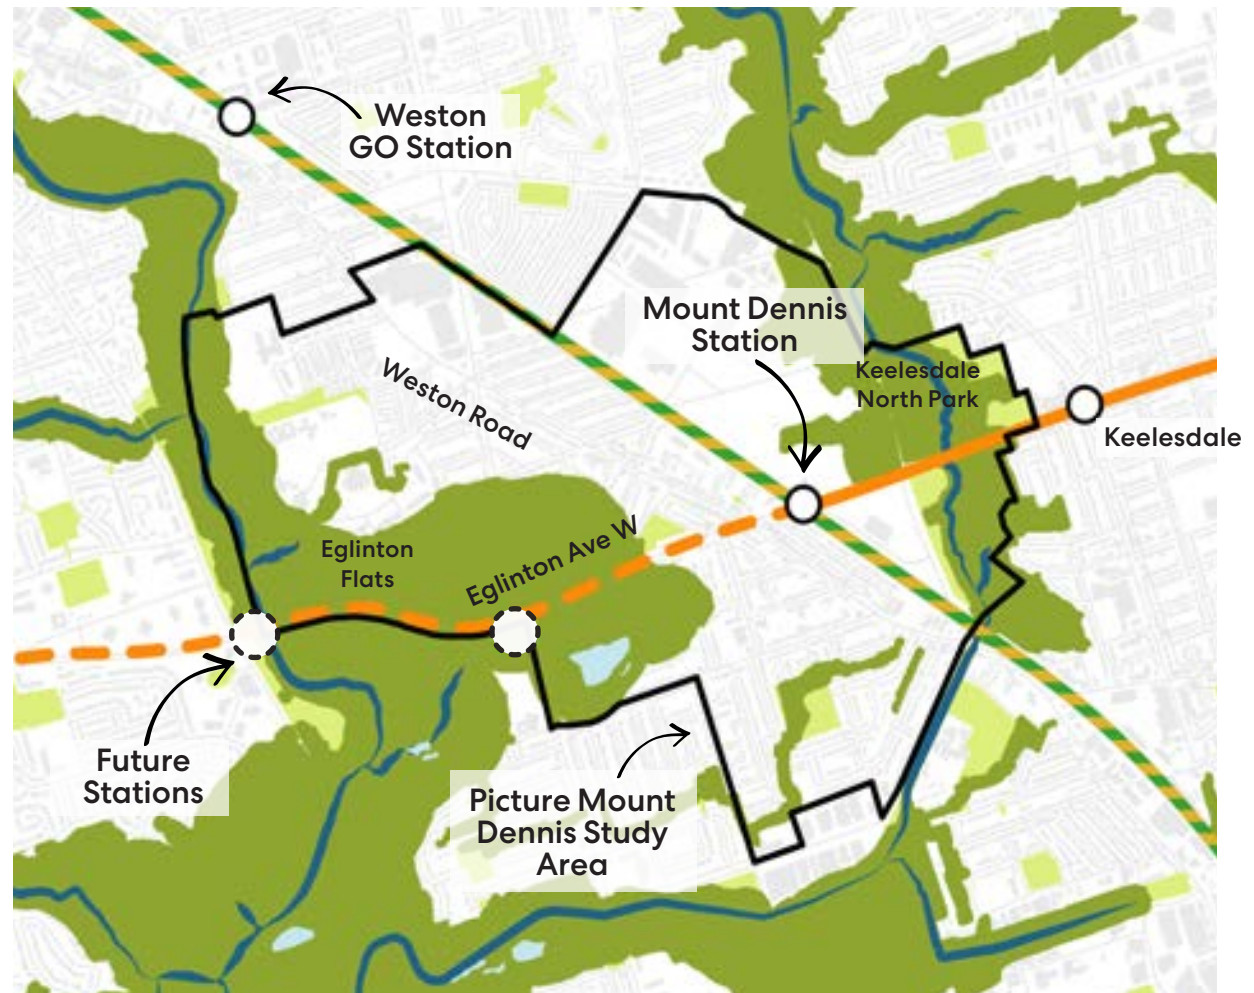 Weston
GO Station
Mount Dennis
Station
Weston Road
Keelesdale
North Park
Keelesdale
Eglinton
Flats
Eglinton Ave W
Future
Stations
Picture Mount
Dennis Study
Area